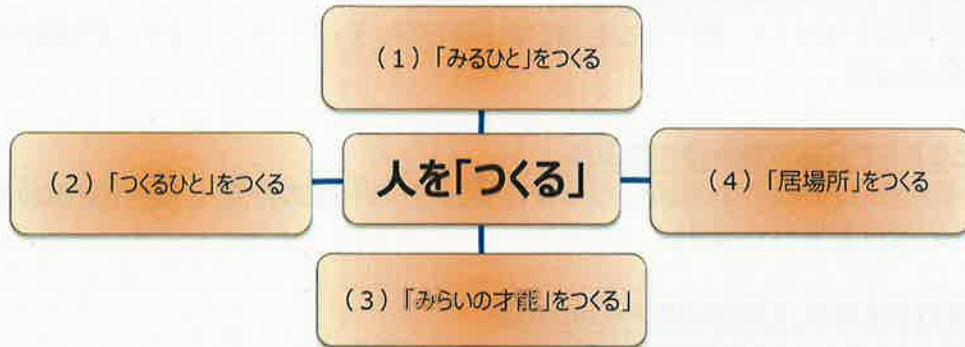 （1）「みるひと」をつくる
（2）「つくるひと」をつくる
人を「つくる」
（4）「居場所」をつくる
（3）「みらいの才能」をつくる」